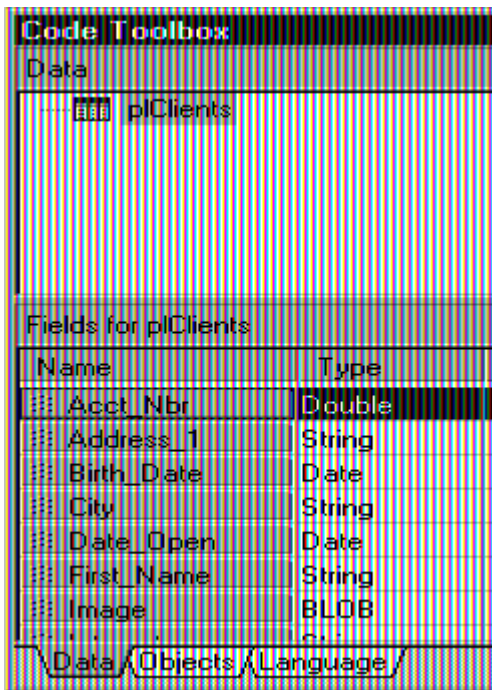 Code Toolbox
Data
plClients
Fields for plClients
Name Type
Acct_Nbr Double
Address_1 String
Birth_Date Date
City String
Date_Open Date
First_Name String
Image BLOB
Data Objects Language